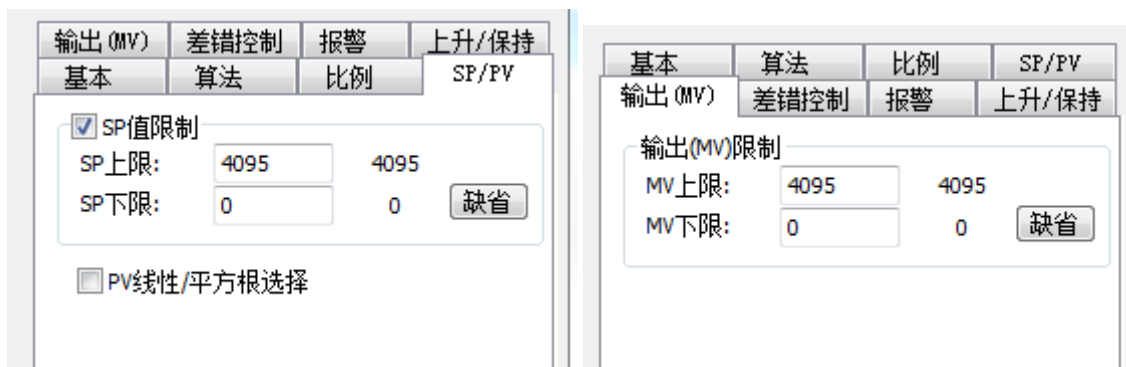 输出(MV) 差错控制 报警 上升/保持
基本 算法 比例 SP/PV
SP值限制
SP上限: 4095 4095
SP下限: 0 0 缺省
PV线性/平方根选择
基本 算法 比例 SP/PV
输出(MV) 差错控制 报警 上升/保持
输出(MV)限制
MV上限: 4095 4095
MV下限: 0 0 缺省